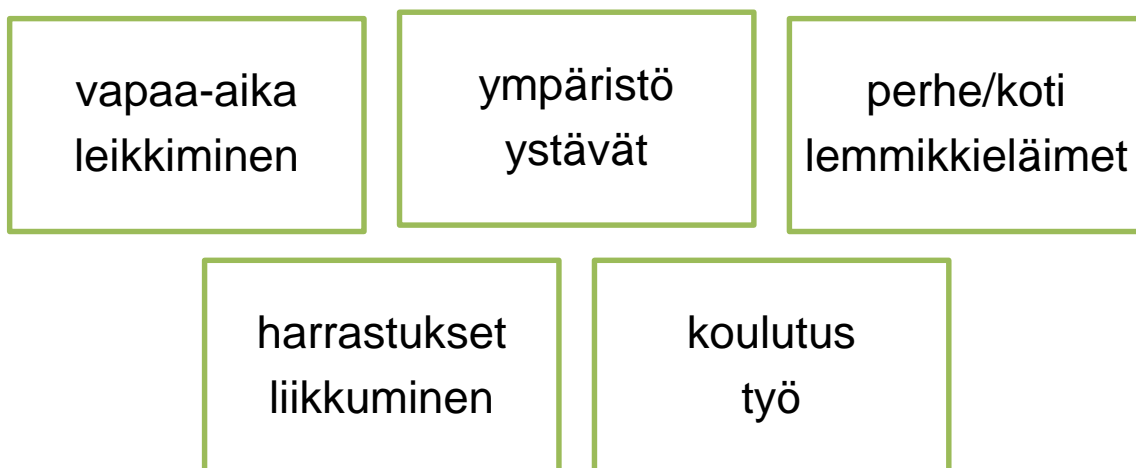 vapaa-aika
leikkiminen
ympäristö
ystävät
perhe/koti
lemmikkieläimet
harrastukset
liikkuminen
koulutus
työ